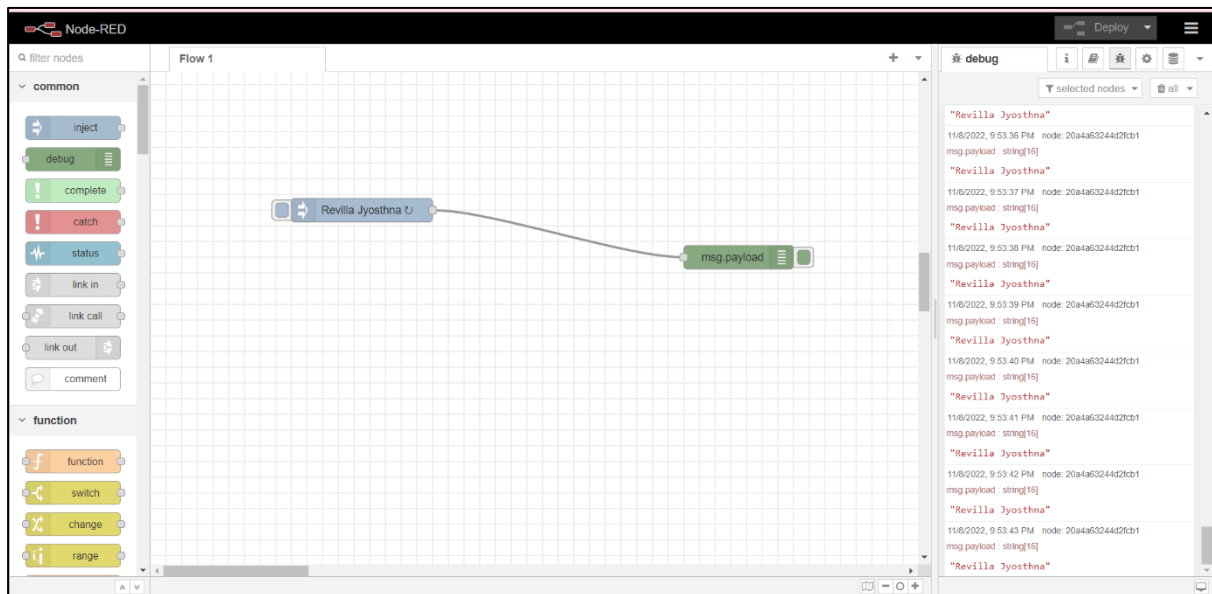 Node-RED
Deploy
filter nodes
Flow 1
debug
i
common
selected nodes
all
inject
debug
complete
catch
status
link in
link call
link out
comment
function
function
switch
change
range
Revilla Jyosthna ↻
msg.payload
"Revilla Jyosthna"
11/8/2022, 9:53:36 PM node: 20a4a63244d2fcb1
msg.payload : string[16]
"Revilla Jyosthna"
11/8/2022, 9:53:37 PM node: 20a4a63244d2fcb1
msg.payload : string[16]
"Revilla Jyosthna"
11/8/2022, 9:53:38 PM node: 20a4a63244d2fcb1
msg.payload : string[16]
"Revilla Jyosthna"
11/8/2022, 9:53:39 PM node: 20a4a63244d2fcb1
msg.payload : string[16]
"Revilla Jyosthna"
11/8/2022, 9:53:40 PM node: 20a4a63244d2fcb1
msg.payload : string[16]
"Revilla Jyosthna"
11/8/2022, 9:53:41 PM node: 20a4a63244d2fcb1
msg.payload : string[16]
"Revilla Jyosthna"
11/8/2022, 9:53:42 PM node: 20a4a63244d2fcb1
msg.payload : string[16]
"Revilla Jyosthna"
11/8/2022, 9:53:43 PM node: 20a4a63244d2fcb1
msg.payload : string[16]
"Revilla Jyosthna"